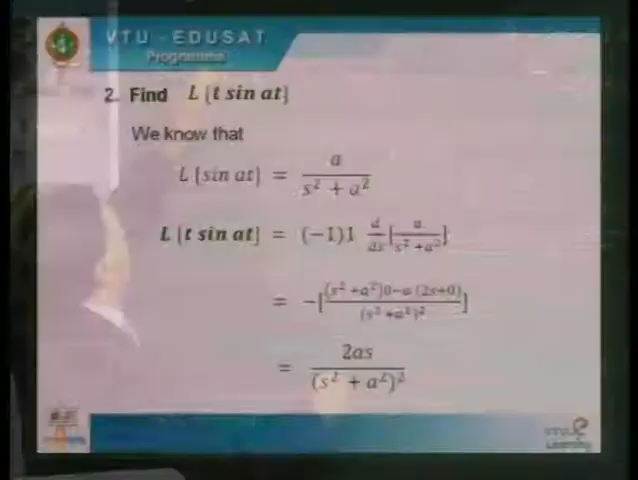 VTU - EDUSAT
Programme
2. Find L {t sin at}
We know that
L {sin at} = a / (s² + a²)
L {t sin at} = (−1)1 d/ds [a / (s² + a²)]
= −[((s² + a²)0 − a (2s+0)) / (s² + a²)²]
= 2as / (s² + a²)²
Learning